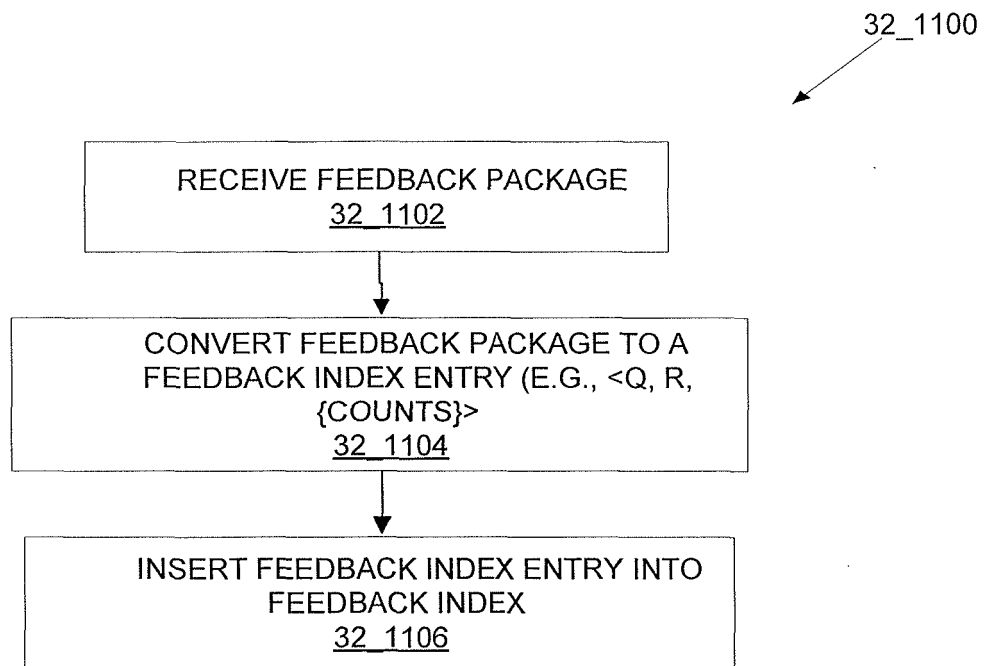 32_1100
RECEIVE FEEDBACK PACKAGE
32_1102
CONVERT FEEDBACK PACKAGE TO A
FEEDBACK INDEX ENTRY (E.G., <Q, R,
{COUNTS}>
32_1104
INSERT FEEDBACK INDEX ENTRY INTO
FEEDBACK INDEX
32_1106